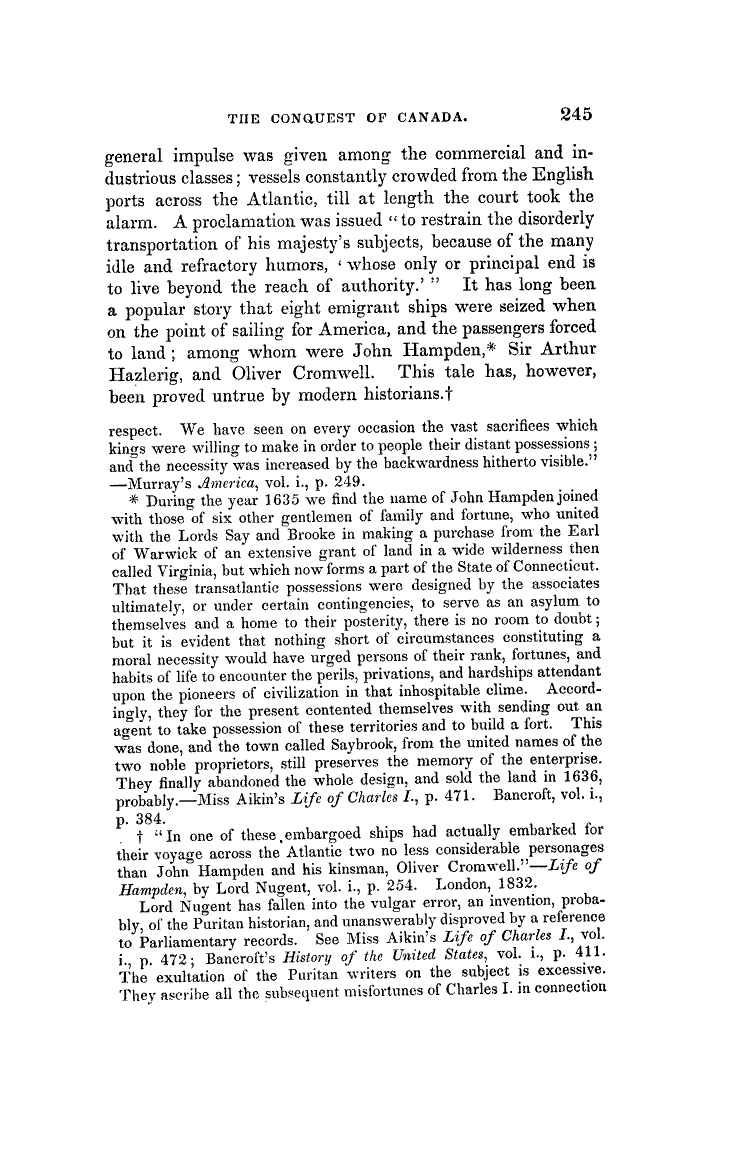 THE CONQUEST OF CANADA. 245
general impulse was given among the commercial and in-
dustrious classes; vessels constantly crowded from the English
ports across the Atlantic, till at length the court took the
alarm. A proclamation was issued “to restrain the disorderly
transportation of his majesty's subjects, because of the many
idle and refractory humors, ‘whose only or principal end is
to live beyond the reach of authority.’” It has long been
a popular story that eight emigrant ships were seized when
on the point of sailing for America, and the passengers forced
to land; among whom were John Hampden,* Sir Arthur
Hazlerig, and Oliver Cromwell. This tale has, however,
been proved untrue by modern historians.†
respect. We have seen on every occasion the vast sacrifices which
kings were willing to make in order to people their distant possessions;
and the necessity was increased by the backwardness hitherto visible.”
—Murray's America, vol. i., p. 249.
* During the year 1635 we find the name of John Hampden joined
with those of six other gentlemen of family and fortune, who united
with the Lords Say and Brooke in making a purchase from the Earl
of Warwick of an extensive grant of land in a wide wilderness then
called Virginia, but which now forms a part of the State of Connecticut.
That these transatlantic possessions were designed by the associates
ultimately, or under certain contingencies, to serve as an asylum to
themselves and a home to their posterity, there is no room to doubt;
but it is evident that nothing short of circumstances constituting a
moral necessity would have urged persons of their rank, fortunes, and
habits of life to encounter the perils, privations, and hardships attendant
upon the pioneers of civilization in that inhospitable clime. Accord-
ingly, they for the present contented themselves with sending out an
agent to take possession of these territories and to build a fort. This
was done, and the town called Saybrook, from the united names of the
two noble proprietors, still preserves the memory of the enterprise.
They finally abandoned the whole design, and sold the land in 1636,
probably.—Miss Aikin's Life of Charles I., p. 471. Bancroft, vol. i.,
p. 384.
† “In one of these embargoed ships had actually embarked for
their voyage across the Atlantic two no less considerable personages
than John Hampden and his kinsman, Oliver Cromwell.”—Life of
Hampden, by Lord Nugent, vol. i., p. 254. London, 1832.
Lord Nugent has fallen into the vulgar error, an invention, proba-
bly, of the Puritan historian, and unanswerably disproved by a reference
to Parliamentary records. See Miss Aikin's Life of Charles I., vol.
i., p. 472; Bancroft's History of the United States, vol. i., p. 411.
The exultation of the Puritan writers on the subject is excessive.
They ascribe all the subsequent misfortunes of Charles I. in connection